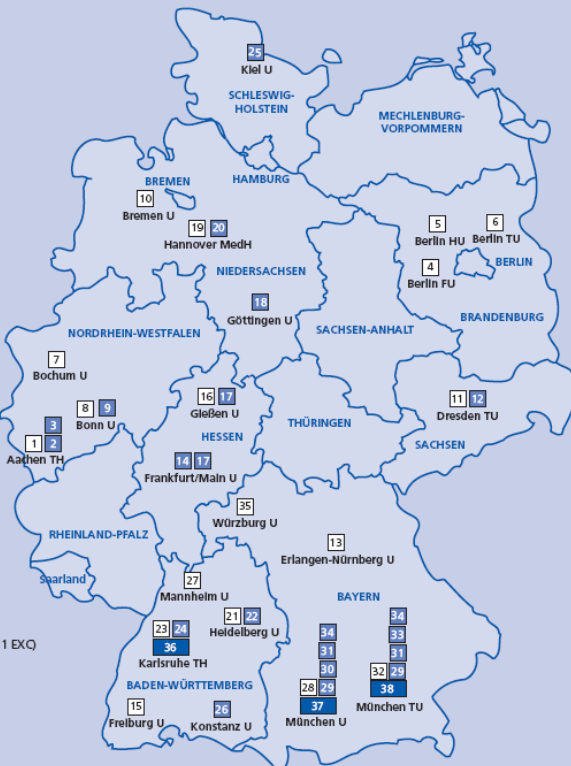 25
Kiel U
SCHLESWIG-
HOLSTEIN
MECHLENBURG-
VORPOMMERN
BREMEN
HAMBURG
10
Bremen U
19 20
Hannover MedH
5
Berlin HU
6
Berlin TU
4
Berlin FU
BERLIN
NIEDERSACHSEN
18
Göttingen U
SACHSEN-ANHALT
BRANDENBURG
NORDRHEIN-WESTFALEN
7
Bochum U
8 9
Bonn U
3
1 2
Aachen TH
16 17
Gießen U
HESSEN
THÜRINGEN
11 12
Dresden TU
SACHSEN
14 17
Frankfurt/Main U
35
Würzburg U
RHEINLAND-PFALZ
13
Erlangen-Nürnberg U
Saarland
27
Mannheim U
BAYERN
21 22
Heidelberg U
23 24
36
Karlsruhe TH
1 EXC)
34
31
30
28 29
37
München U
34
33
31
32 29
38
München TU
BADEN-WÜRTTEMBERG
15
Freiburg U
26
Konstanz U